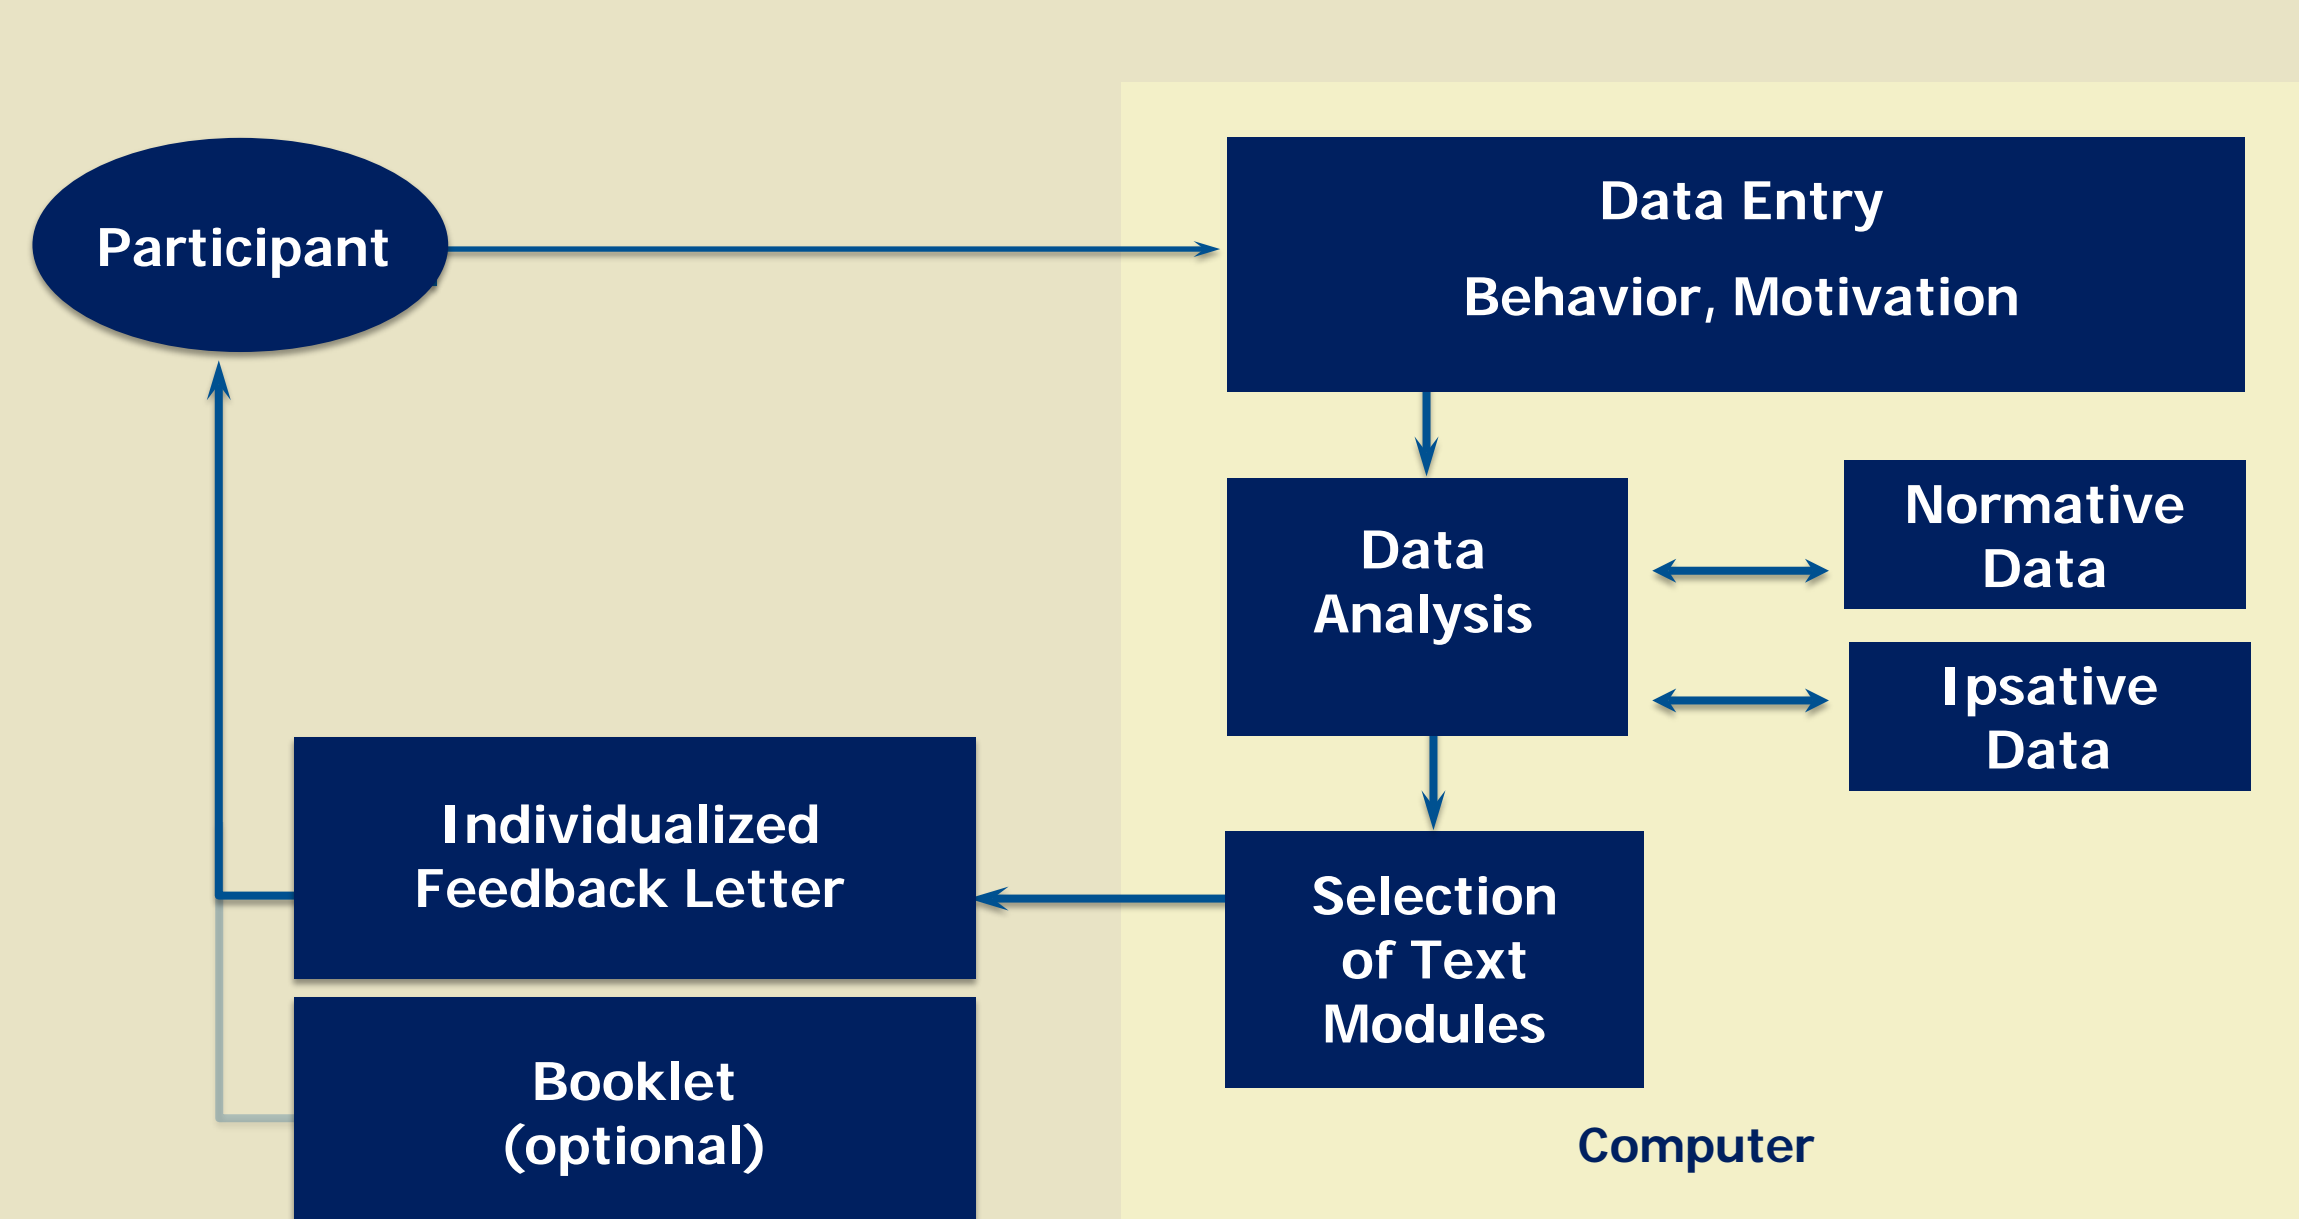 Participant
Data Entry
Behavior, Motivation
Data
Analysis
Normative
Data
Ipsative
Data
Individualized
Feedback Letter
Selection
of Text
Modules
Booklet
(optional)
Computer